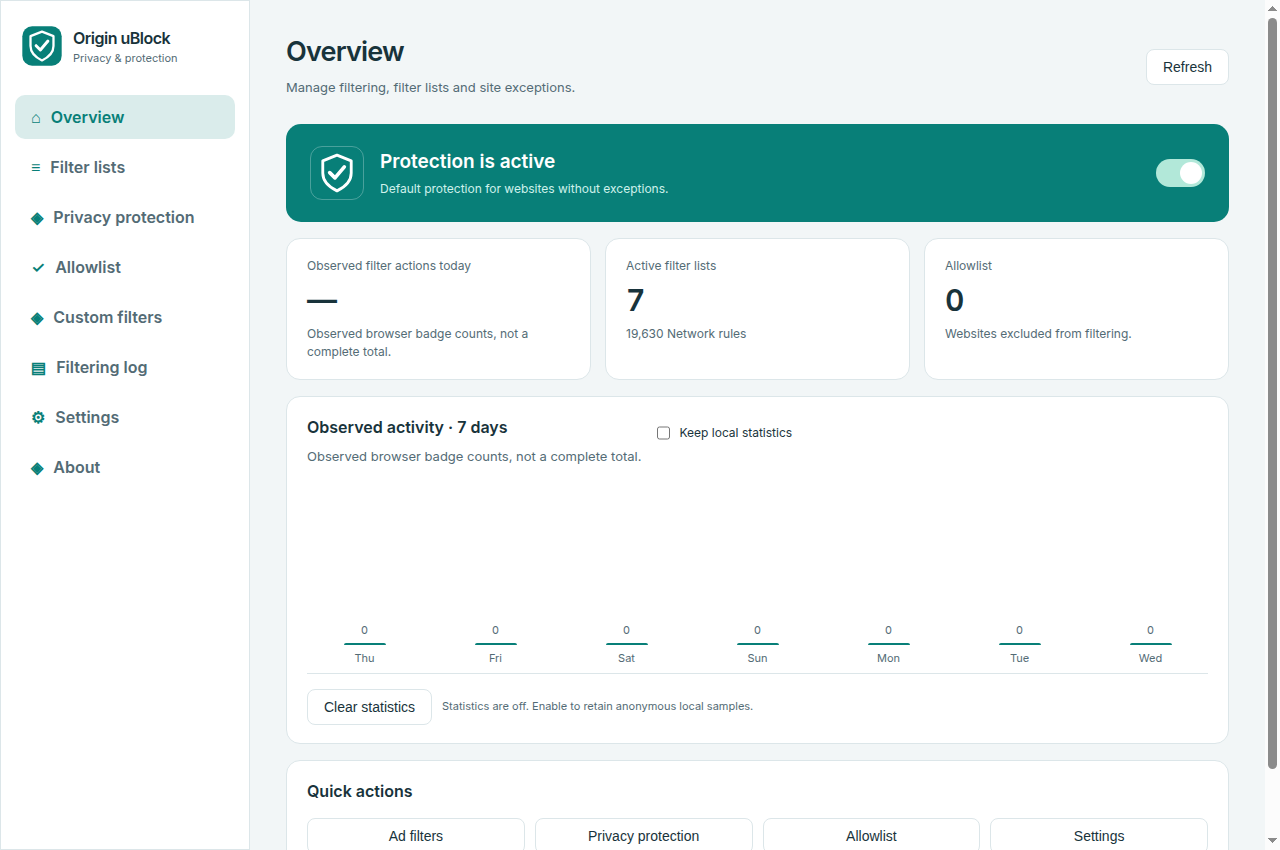 Origin uBlock
Privacy & protection
Overview
Filter lists
Privacy protection
Allowlist
Custom filters
Filtering log
Settings
About
Overview
Manage filtering, filter lists and site exceptions.
Refresh
Protection is active
Default protection for websites without exceptions.
Observed filter actions today
—
Observed browser badge counts, not a
complete total.
Active filter lists
7
19,630 Network rules
Allowlist
0
Websites excluded from filtering.
Observed activity · 7 days
Keep local statistics
Observed browser badge counts, not a complete total.
0 0 0 0 0 0 0
Thu Fri Sat Sun Mon Tue Wed
Clear statistics
Statistics are off. Enable to retain anonymous local samples.
Quick actions
Ad filters
Privacy protection
Allowlist
Settings